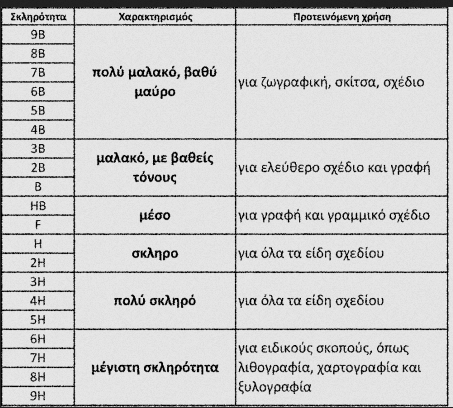 Σκληρότητα Χαρακτηρισμός Προτεινόμενη χρήση
9B
8B
7B
6B
5B
4B
πολύ μαλακό, βαθύ
μαύρο
για ζωγραφική, σκίτσα, σχέδιο
3B
2B
B
μαλακό, με βαθείς
τόνους
για ελεύθερο σχέδιο και γραφή
HB
F
μέσο
για γραφή και γραμμικό σχέδιο
H
2H
σκληρο
για όλα τα είδη σχεδίου
3H
4H
5H
πολύ σκληρό
για όλα τα είδη σχεδίου
6H
7H
8H
9H
μέγιστη σκληρότητα
για ειδικούς σκοπούς, όπως
λιθογραφία, χαρτογραφία και
ξυλογραφία